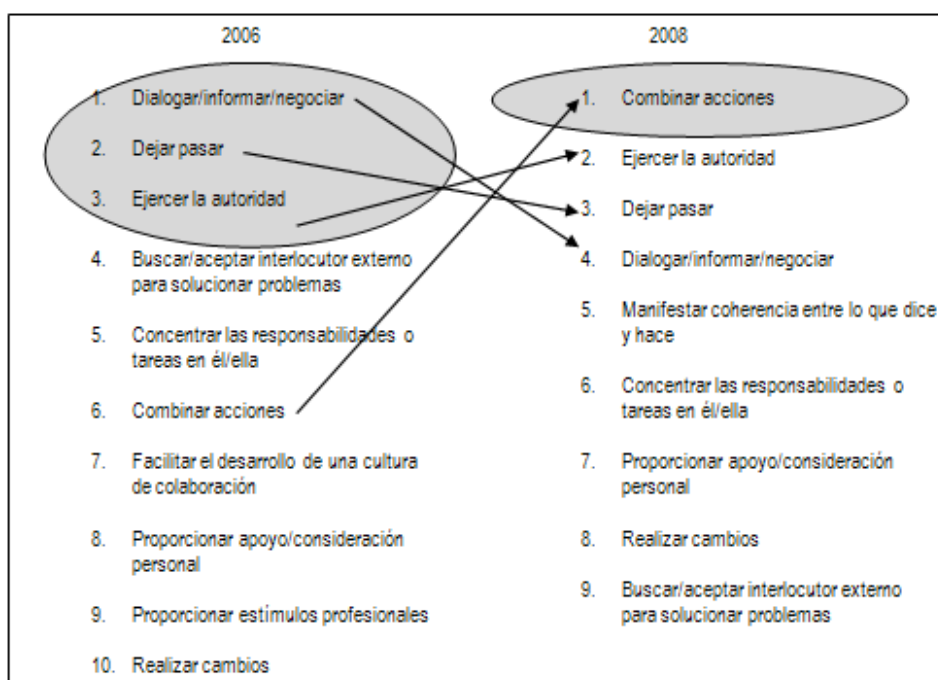 2006
1. Dialogar/informar/negociar
2. Dejar pasar
3. Ejercer la autoridad
4. Buscar/aceptar interlocutor externo
para solucionar problemas
5. Concentrar las responsabilidades o
tareas en él/ella
6. Combinar acciones
7. Facilitar el desarrollo de una cultura
de colaboración
8. Proporcionar apoyo/consideración
personal
9. Proporcionar estímulos profesionales
10. Realizar cambios
2008
1. Combinar acciones
2. Ejercer la autoridad
3. Dejar pasar
4. Dialogar/informar/negociar
5. Manifestar coherencia entre lo que dice
y hace
6. Concentrar las responsabilidades o
tareas en él/ella
7. Proporcionar apoyo/consideración
personal
8. Realizar cambios
9. Buscar/aceptar interlocutor externo
para solucionar problemas